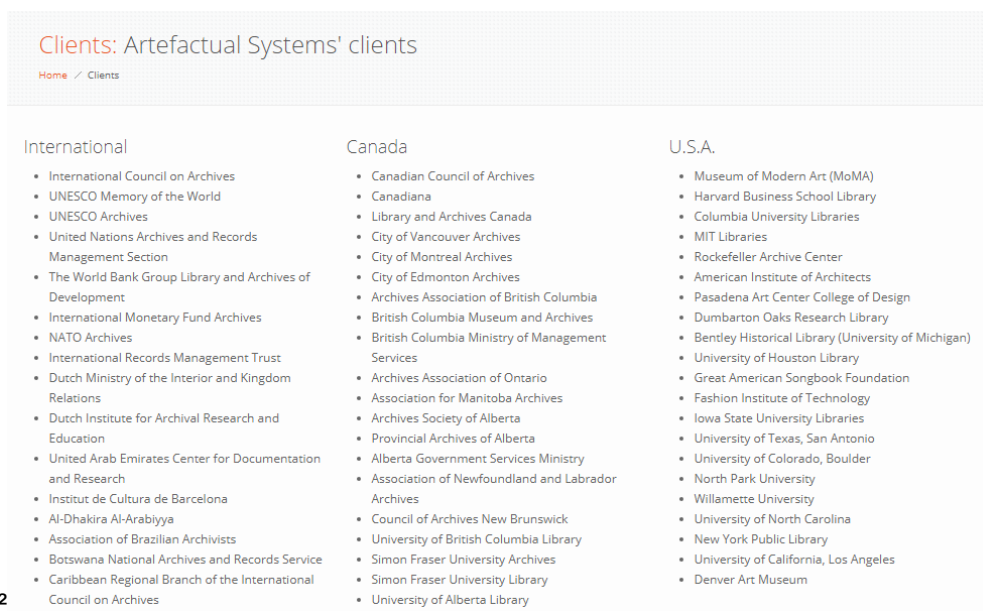 Clients: Artefactual Systems' clients
Home / Clients
International
• International Council on Archives
• UNESCO Memory of the World
• UNESCO Archives
• United Nations Archives and Records
Management Section
• The World Bank Group Library and Archives of
Development
• International Monetary Fund Archives
• NATO Archives
• International Records Management Trust
• Dutch Ministry of the Interior and Kingdom
Relations
• Dutch Institute for Archival Research and
Education
• United Arab Emirates Center for Documentation
and Research
• Institut de Cultura de Barcelona
• Al-Dhakira Al-Arabiyya
• Association of Brazilian Archivists
• Botswana National Archives and Records Service
• Caribbean Regional Branch of the International
Council on Archives
Canada
• Canadian Council of Archives
• Canadiana
• Library and Archives Canada
• City of Vancouver Archives
• City of Montreal Archives
• City of Edmonton Archives
• Archives Association of British Columbia
• British Columbia Museum and Archives
• British Columbia Ministry of Management
Services
• Archives Association of Ontario
• Association for Manitoba Archives
• Archives Society of Alberta
• Provincial Archives of Alberta
• Alberta Government Services Ministry
• Association of Newfoundland and Labrador
Archives
• Council of Archives New Brunswick
• University of British Columbia Library
• Simon Fraser University Archives
• Simon Fraser University Library
• University of Alberta Library
U.S.A.
• Museum of Modern Art (MoMA)
• Harvard Business School Library
• Columbia University Libraries
• MIT Libraries
• Rockefeller Archive Center
• American Institute of Architects
• Pasadena Art Center College of Design
• Dumbarton Oaks Research Library
• Bentley Historical Library (University of Michigan)
• University of Houston Library
• Great American Songbook Foundation
• Fashion Institute of Technology
• Iowa State University Libraries
• University of Texas, San Antonio
• University of Colorado, Boulder
• North Park University
• Willamette University
• University of North Carolina
• New York Public Library
• University of California, Los Angeles
• Denver Art Museum
2